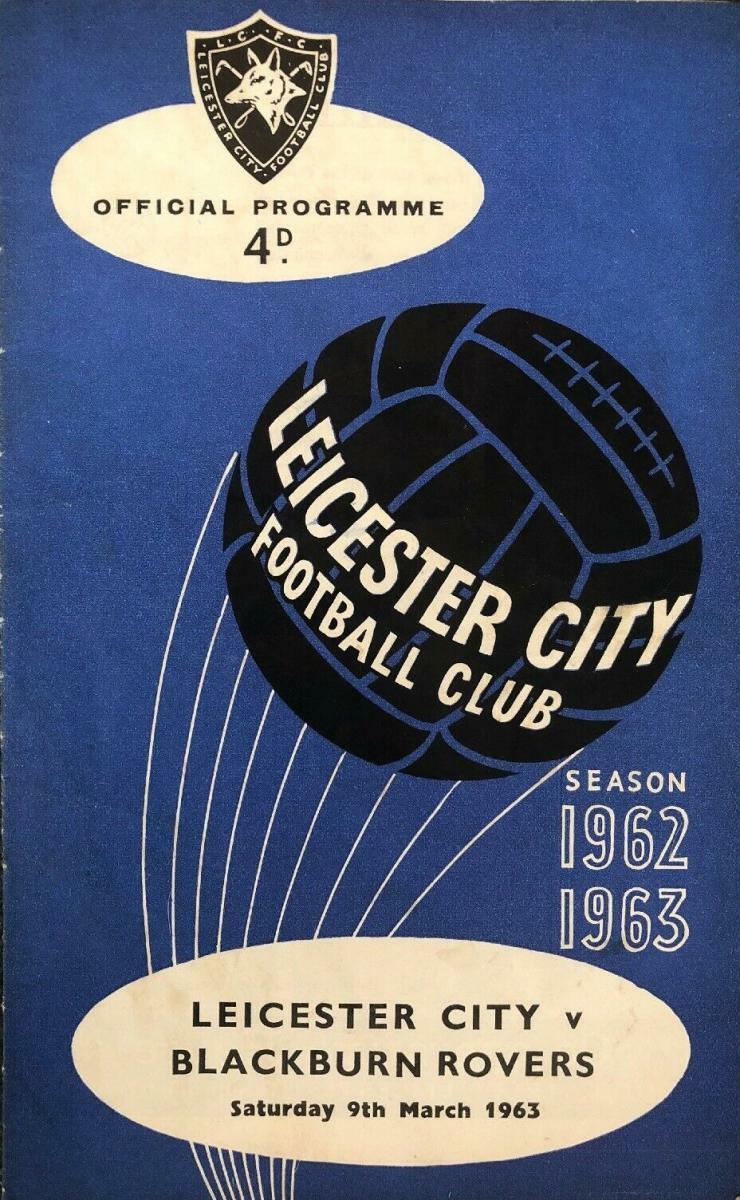 L·C·F·C
LEICESTER CITY · FOOTBALL CLUB
OFFICIAL PROGRAMME
4D.
LEICESTER CITY
FOOTBALL CLUB
SEASON
1962
1963
LEICESTER CITY v
BLACKBURN ROVERS
Saturday 9th March 1963